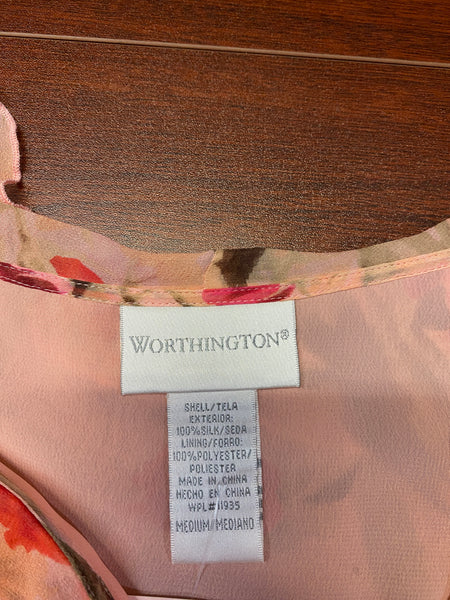 WORTHINGTON®
SHELL/TELA
EXTERIOR:
100%SILK/SEDA
LINING/FORRO:
100%POLYESTER/
POLIESTER
MADE IN CHINA
HECHO EN CHINA
WPL#11935
MEDIUM/MEDIANO